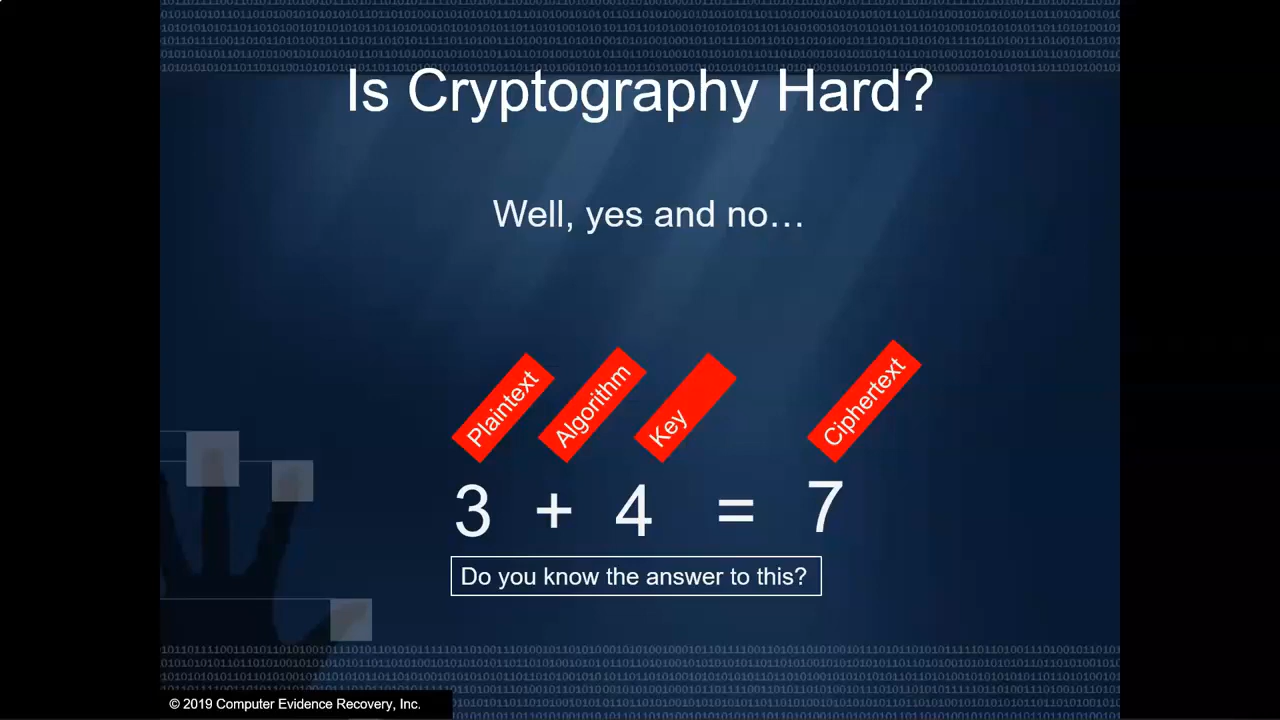 Is Cryptography Hard?
Well, yes and no…
Plaintext Algorithm Key Ciphertext
3 + 4 = 7
Do you know the answer to this?
© 2019 Computer Evidence Recovery, Inc.